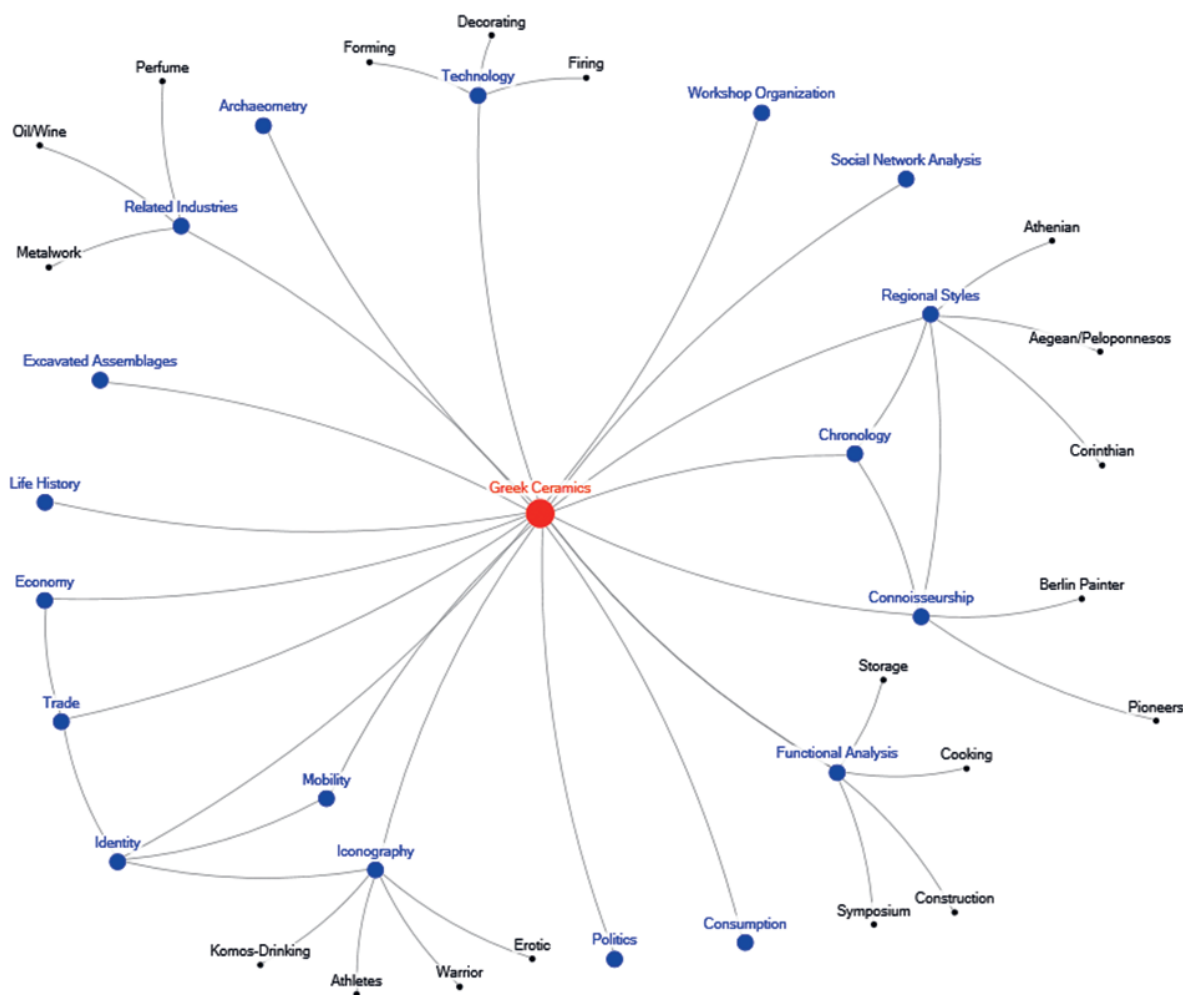 Decorating
Forming
Firing
Perfume
Technology
Workshop Organization
Archaeometry
Oil/Wine
Social Network Analysis
Related Industries
Athenian
Metalwork
Regional Styles
Aegean/Peloponnesos
Excavated Assemblages
Chronology
Corinthian
Life History
Greek Ceramics
Economy
Berlin Painter
Connoisseurship
Storage
Trade
Pioneers
Functional Analysis
Cooking
Mobility
Identity
Iconography
Construction
Symposium
Consumption
Politics
Erotic
Komos-Drinking
Warrior
Athletes